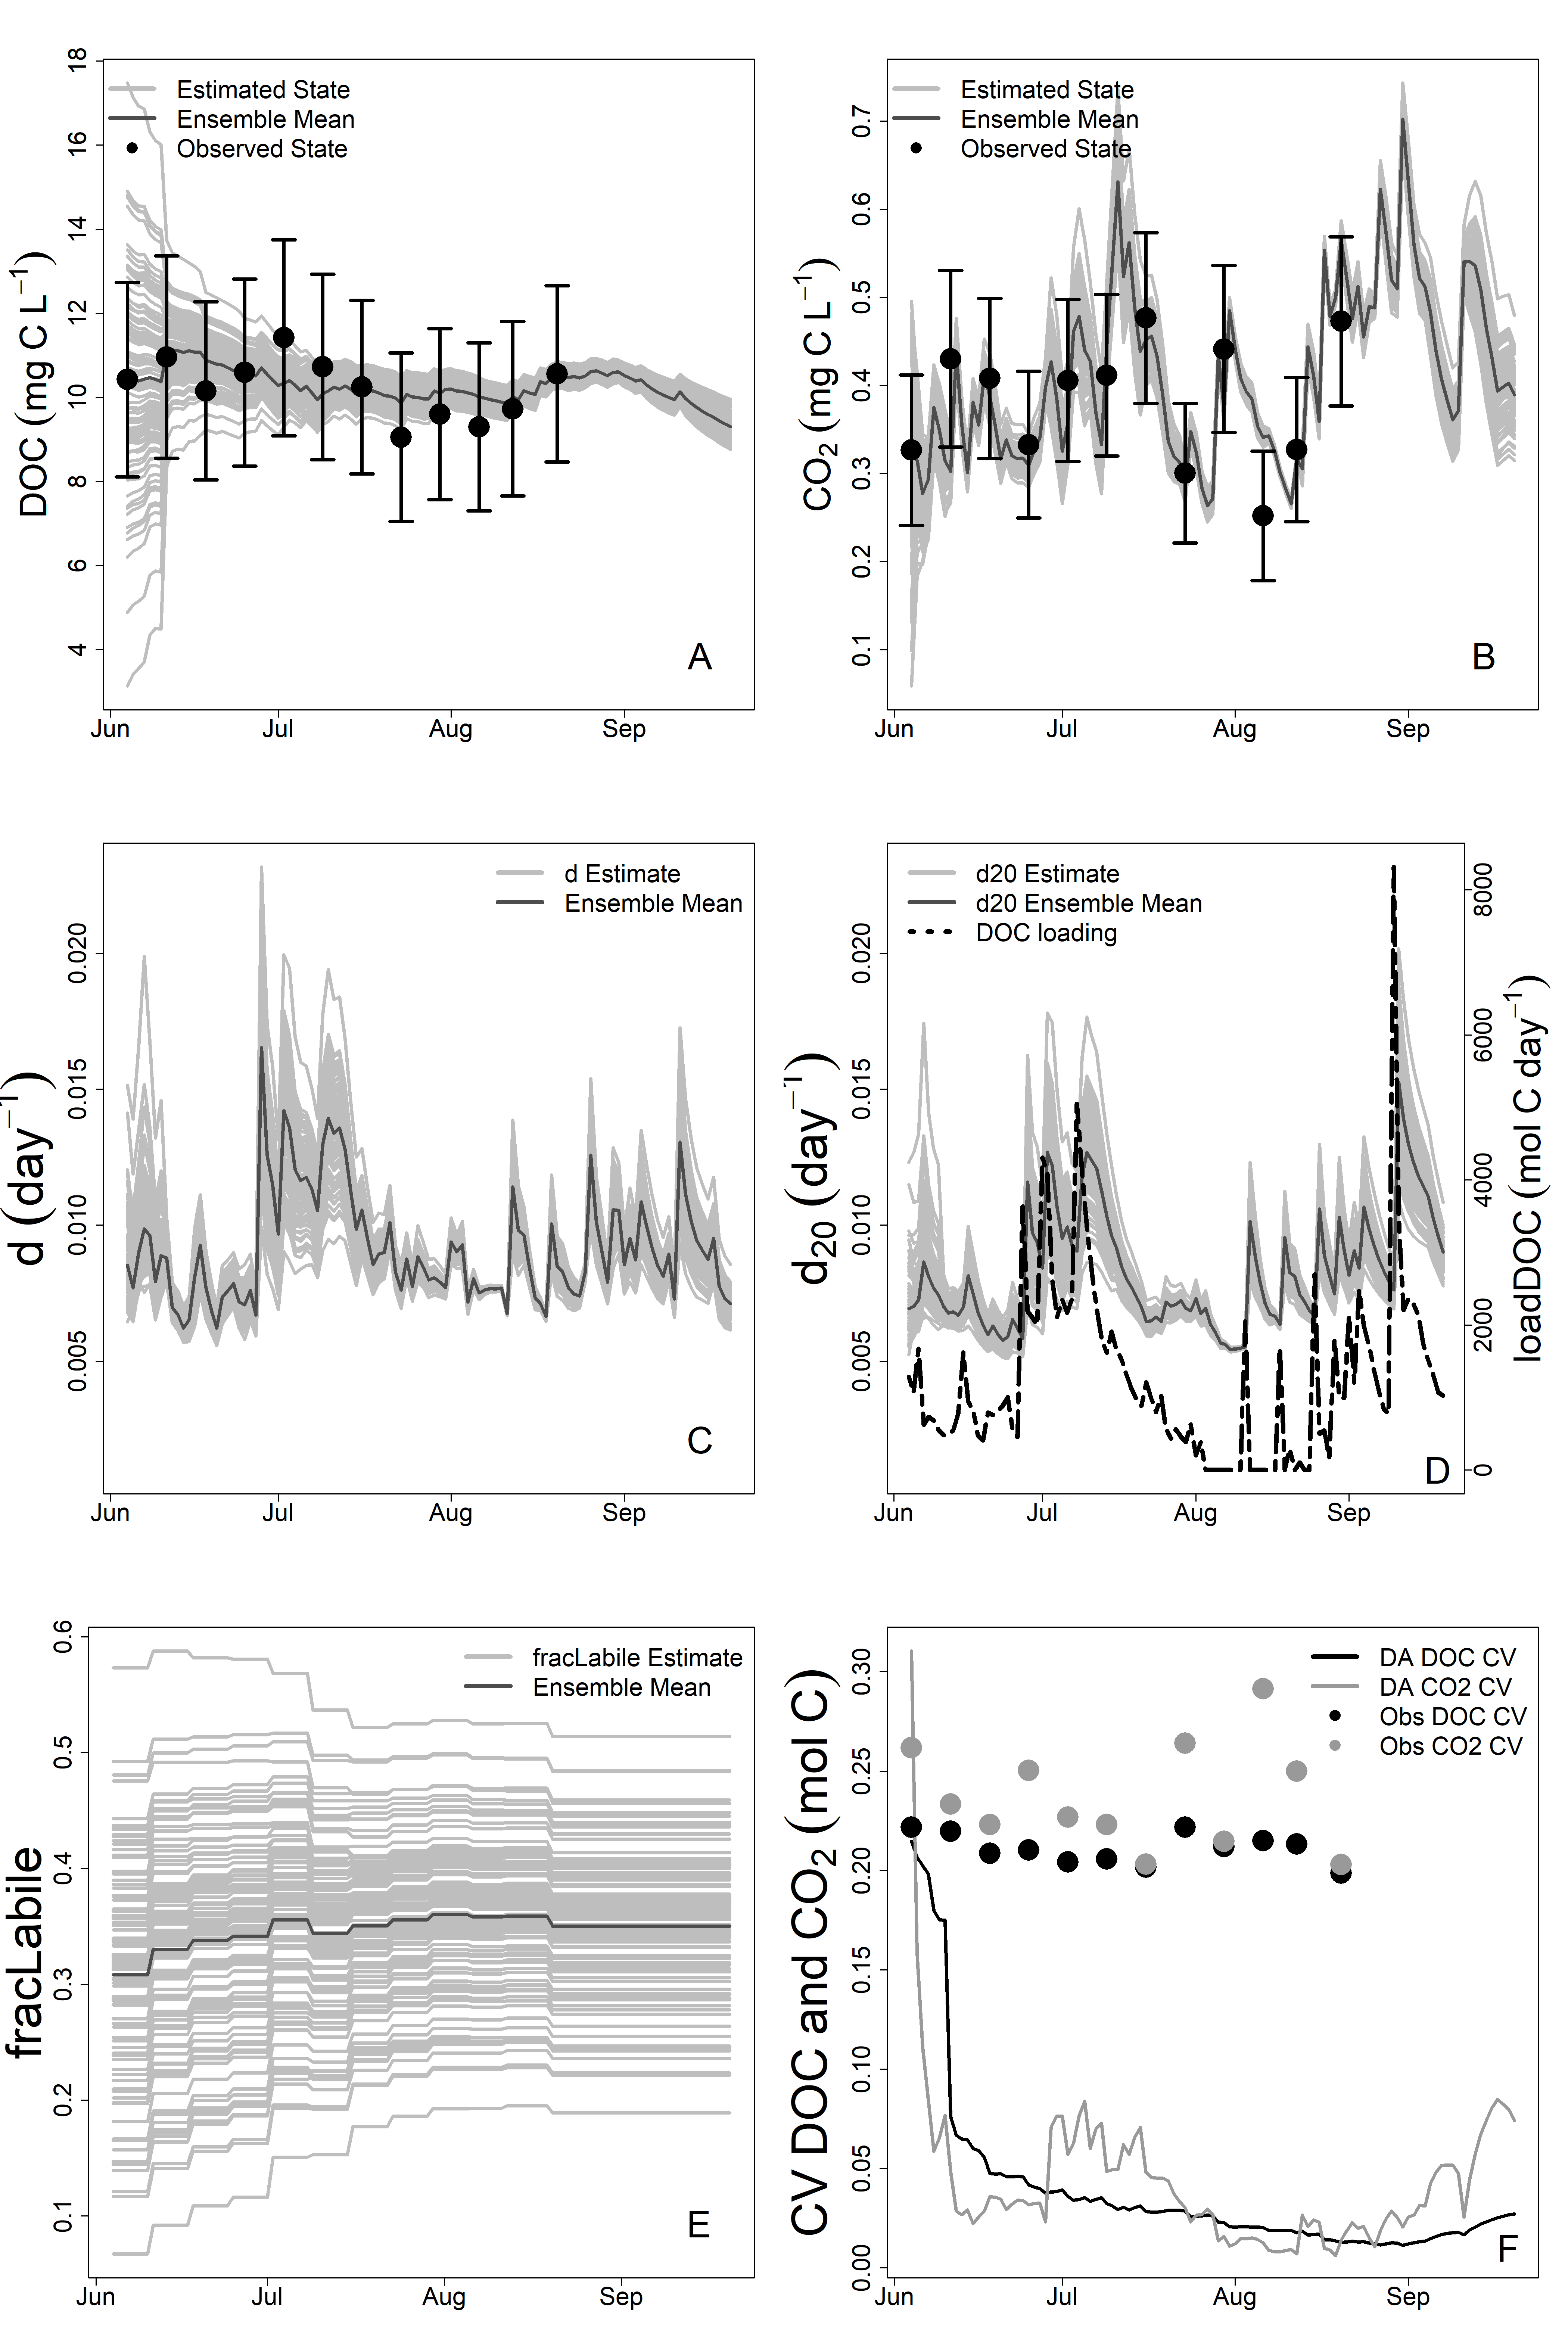 Estimated State
Ensemble Mean
Observed State
DOC (mg C L−1)
18
16
14
12
10
8
6
4
Jun
Jul
Aug
Sep
A
Estimated State
Ensemble Mean
Observed State
CO2 (mg C L−1)
0.7
0.6
0.5
0.4
0.3
0.2
0.1
Jun
Jul
Aug
Sep
B
d Estimate
Ensemble Mean
d (day−1)
0.020
0.015
0.010
0.005
Jun
Jul
Aug
Sep
C
d20 Estimate
d20 Ensemble Mean
DOC loading
d20 (day−1)
0.020
0.015
0.010
0.005
8000
6000
4000
2000
0
loadDOC (mol C day−1)
Jun
Jul
Aug
Sep
D
fracLabile Estimate
Ensemble Mean
fracLabile
0.6
0.5
0.4
0.3
0.2
0.1
Jun
Jul
Aug
Sep
E
DA DOC CV
DA CO2 CV
Obs DOC CV
Obs CO2 CV
CV DOC and CO2 (mol C)
0.30
0.25
0.20
0.15
0.10
0.05
0.00
Jun
Jul
Aug
Sep
F